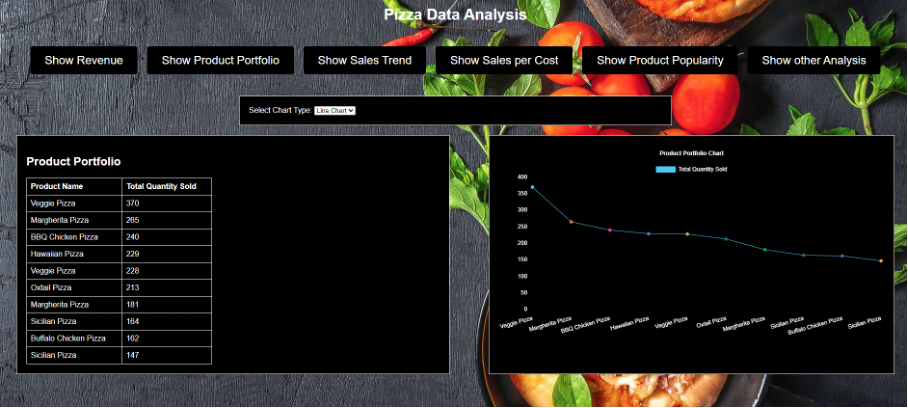 Pizza Data Analysis
Show Revenue Show Product Portfolio Show Sales Trend Show Sales per Cost Show Product Popularity Show other Analysis
Select Chart Type: Line Chart
Product Portfolio
Product Name Total Quantity Sold
Veggie Pizza 370
Margherita Pizza 265
BBQ Chicken Pizza 240
Hawaiian Pizza 229
Veggie Pizza 228
Oxtail Pizza 213
Margherita Pizza 181
Sicilian Pizza 164
Buffalo Chicken Pizza 162
Sicilian Pizza 147
Product Portfolio Chart
Total Quantity Sold
400
350
300
250
200
150
100
50
0
Veggie Pizza Margherita Pizza BBQ Chicken Pizza Hawaiian Pizza Veggie Pizza Oxtail Pizza Margherita Pizza Sicilian Pizza Buffalo Chicken Pizza Sicilian Pizza